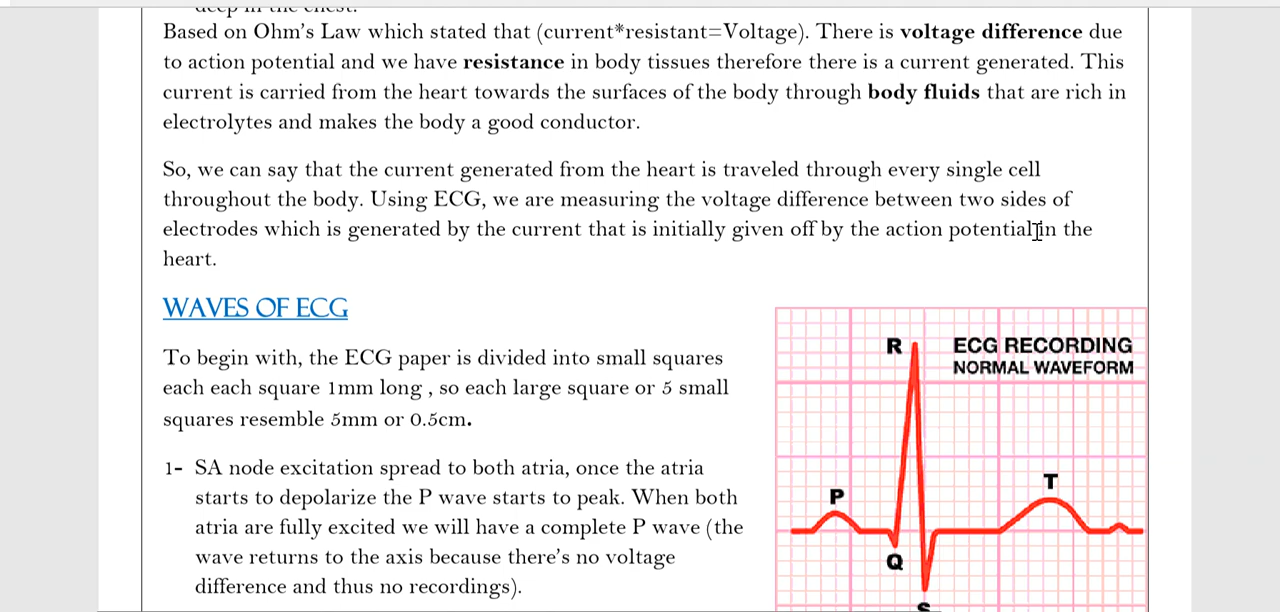 deep in the chest.
Based on Ohm's Law which stated that (current*resistant=Voltage). There is voltage difference due
to action potential and we have resistance in body tissues therefore there is a current generated. This
current is carried from the heart towards the surfaces of the body through body fluids that are rich in
electrolytes and makes the body a good conductor.
So, we can say that the current generated from the heart is traveled through every single cell
throughout the body. Using ECG, we are measuring the voltage difference between two sides of
electrodes which is generated by the current that is initially given off by the action potential in the
heart.
WAVES OF ECG
To begin with, the ECG paper is divided into small squares
each each square 1mm long , so each large square or 5 small
squares resemble 5mm or 0.5cm.
1- SA node excitation spread to both atria, once the atria
starts to depolarize the P wave starts to peak. When both
atria are fully excited we will have a complete P wave (the
wave returns to the axis because there's no voltage
difference and thus no recordings).
R
ECG RECORDING
NORMAL WAVEFORM
P
T
Q
S